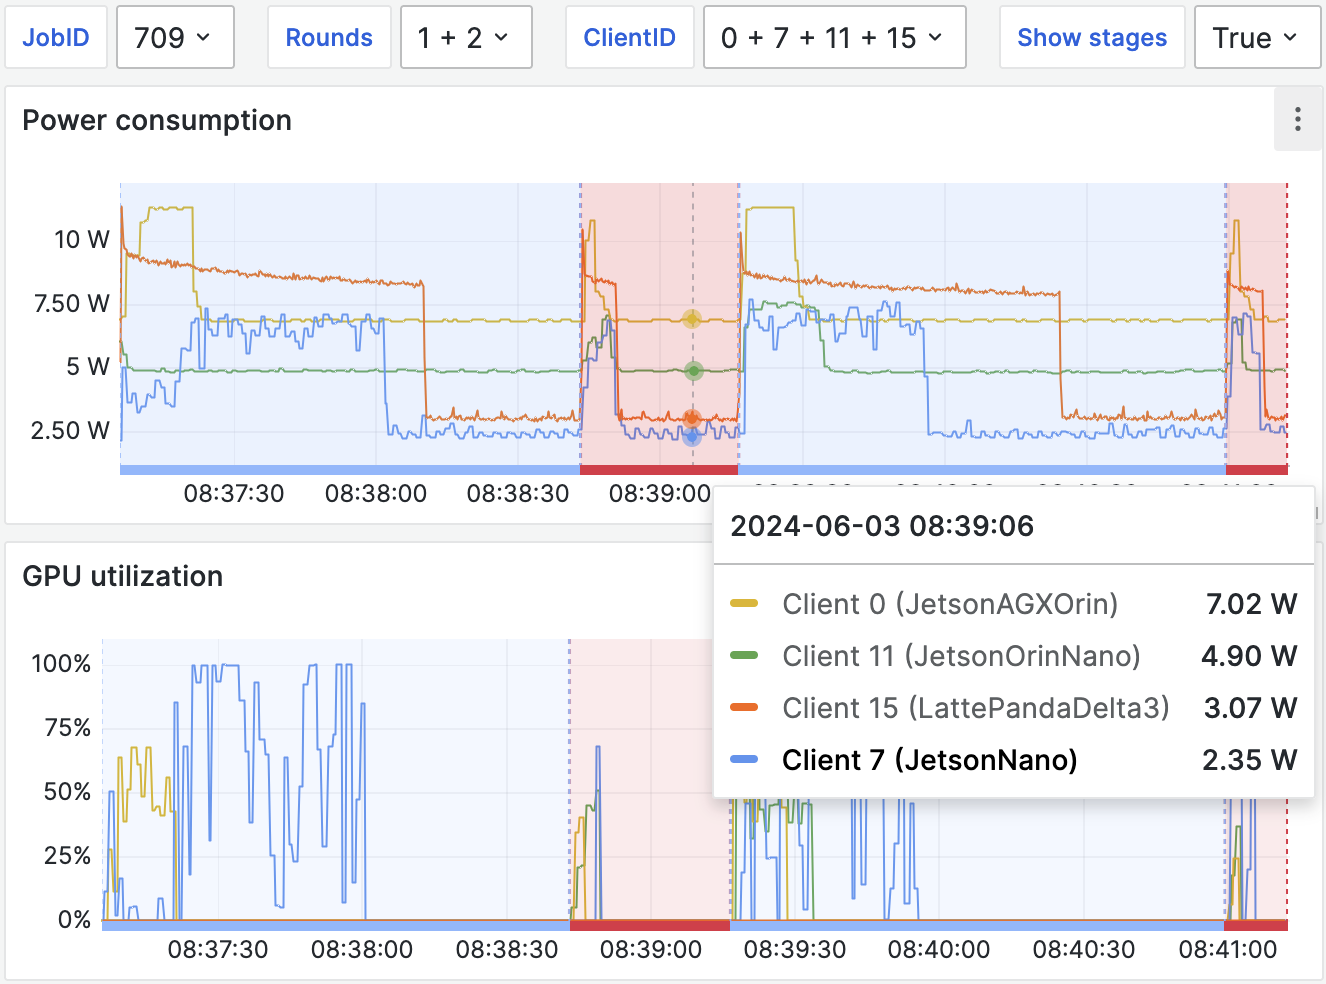 JobID 709 Rounds 1 + 2 ClientID 0 + 7 + 11 + 15 Show stages True
Power consumption
10 W
7.50 W
5 W
2.50 W
08:37:30 08:38:00 08:38:30 08:39:00
2024-06-03 08:39:06
Client 0 (JetsonAGXOrin) 7.02 W
Client 11 (JetsonOrinNano) 4.90 W
Client 15 (LattePandaDelta3) 3.07 W
Client 7 (JetsonNano) 2.35 W
GPU utilization
100%
75%
50%
25%
0%
08:37:30 08:38:00 08:38:30 08:39:00 08:39:30 08:40:00 08:40:30 08:41:00